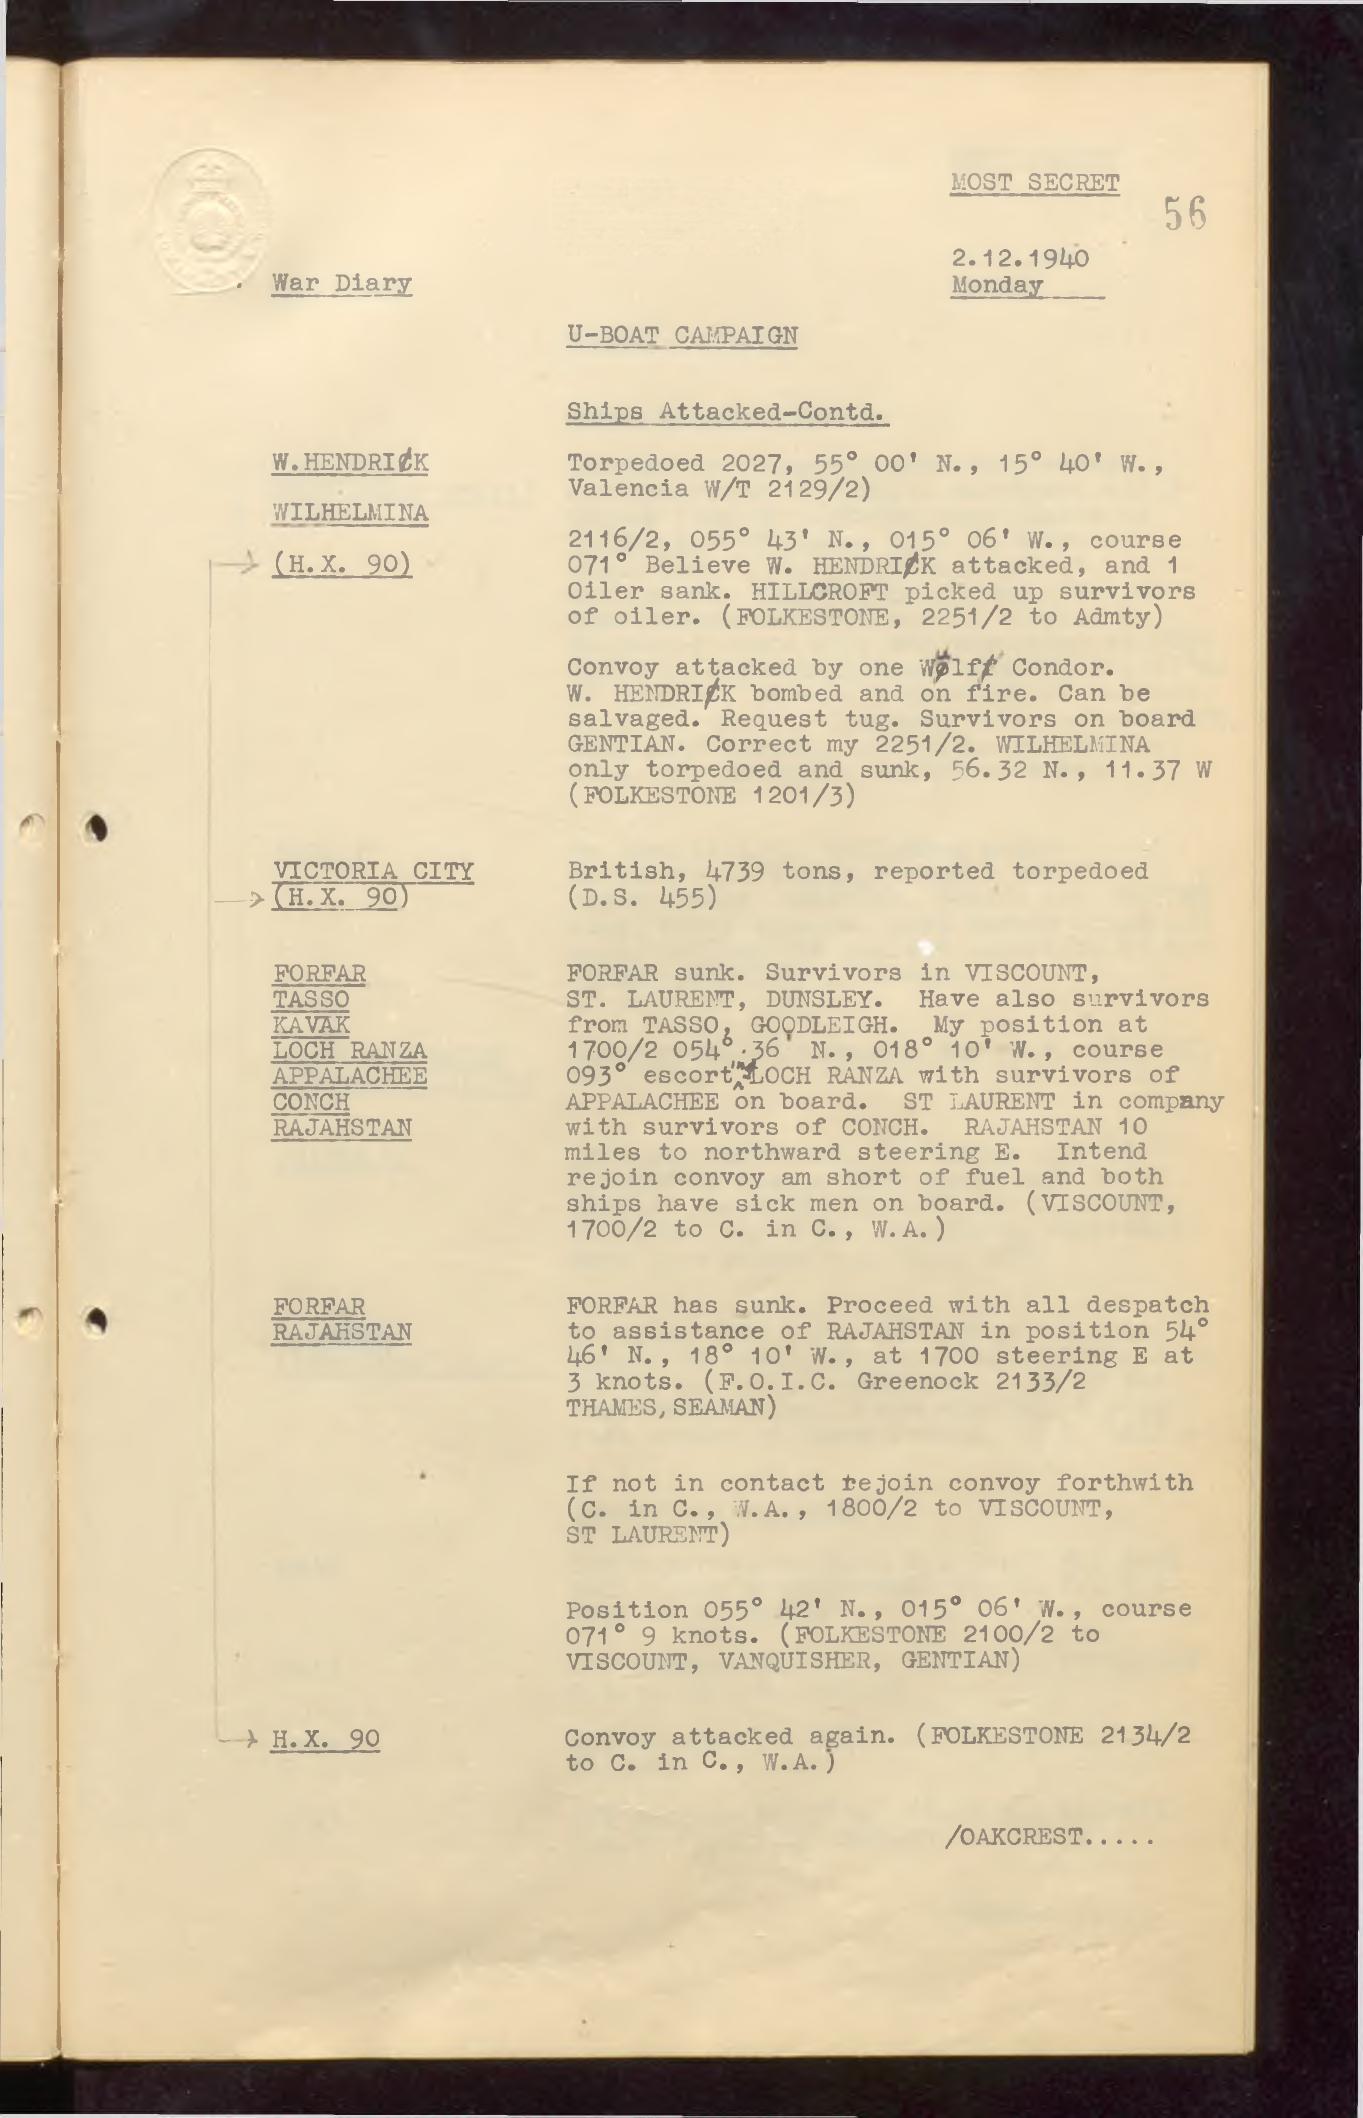 MOST SECRET
56
2.12.1940
War Diary
Monday
U-BOAT CAMPAIGN
Ships Attacked-Contd.
W.HENDRICK
Torpedoed 2027, 55° 00' N., 15° 40' W.,
Valencia W/T 2129/2)
WILHELMINA
(H.X. 90)
2116/2, 055° 43' N., 015° 06' W., course
071° Believe W. HENDRICK attacked, and 1
Oiler sank. HILLCROFT picked up survivors
of oiler. (FOLKESTONE, 2251/2 to Admty)
Convoy attacked by one Wulf Condor.
W. HENDRICK bombed and on fire. Can be
salvaged. Request tug. Survivors on board
GENTIAN. Correct my 2251/2. WILHELMINA
only torpedoed and sunk, 56.32 N., 11.37 W
(FOLKESTONE 1201/3)
VICTORIA CITY
(H.X. 90)
British, 4739 tons, reported torpedoed
(D.S. 455)
FORFAR
TASSO
KAVAK
LOCH RANZA
APPALACHEE
CONCH
RAJAHSTAN
FORFAR sunk. Survivors in VISCOUNT,
ST. LAURENT, DUNSLEY. Have also survivors
from TASSO, GOODLEIGH. My position at
1700/2 054° 36' N., 018° 10' W., course
093° escorting LOCH RANZA with survivors of
APPALACHEE on board. ST LAURENT in company
with survivors of CONCH. RAJAHSTAN 10
miles to northward steering E. Intend
rejoin convoy am short of fuel and both
ships have sick men on board. (VISCOUNT,
1700/2 to C. in C., W.A.)
FORFAR
RAJAHSTAN
FORFAR has sunk. Proceed with all despatch
to assistance of RAJAHSTAN in position 54°
46' N., 18° 10' W., at 1700 steering E at
3 knots. (F.O.I.C. Greenock 2133/2
THAMES, SEAMAN)
If not in contact rejoin convoy forthwith
(C. in C., W.A., 1800/2 to VISCOUNT,
ST LAURENT)
Position 055° 42' N., 015° 06' W., course
071° 9 knots. (FOLKESTONE 2100/2 to
VISCOUNT, VANQUISHER, GENTIAN)
H.X. 90
Convoy attacked again. (FOLKESTONE 2134/2
to C. in C., W.A.)
/OAKCREST.....